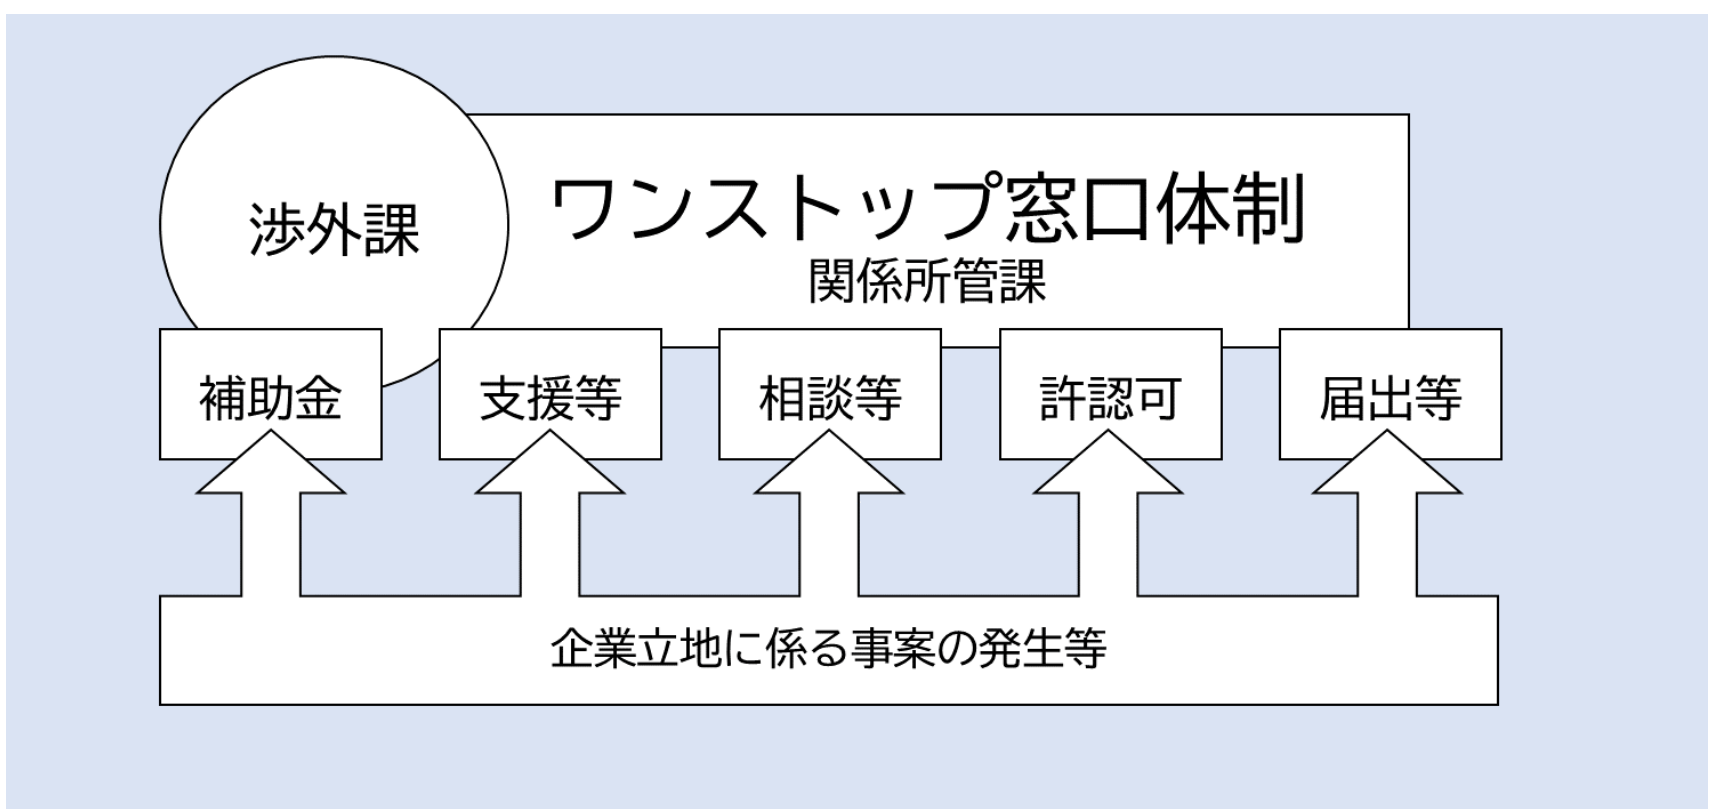 渉外課
ワンストップ窓口体制
関係所管課
補助金
支援等
相談等
許認可
届出等
企業立地に係る事案の発生等